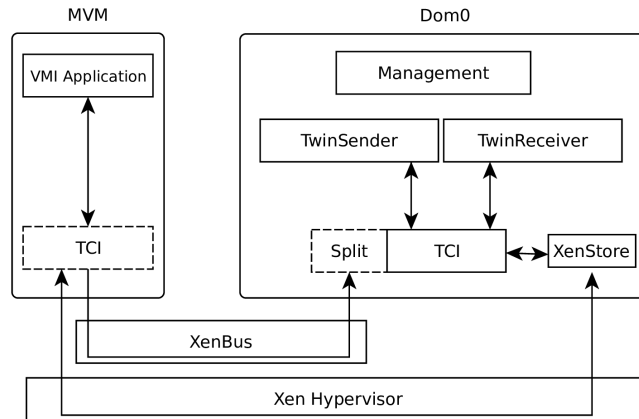 MVM
Dom0
VMI Application
Management
TwinSender
TwinReceiver
TCI
Split
TCI
XenStore
XenBus
Xen Hypervisor